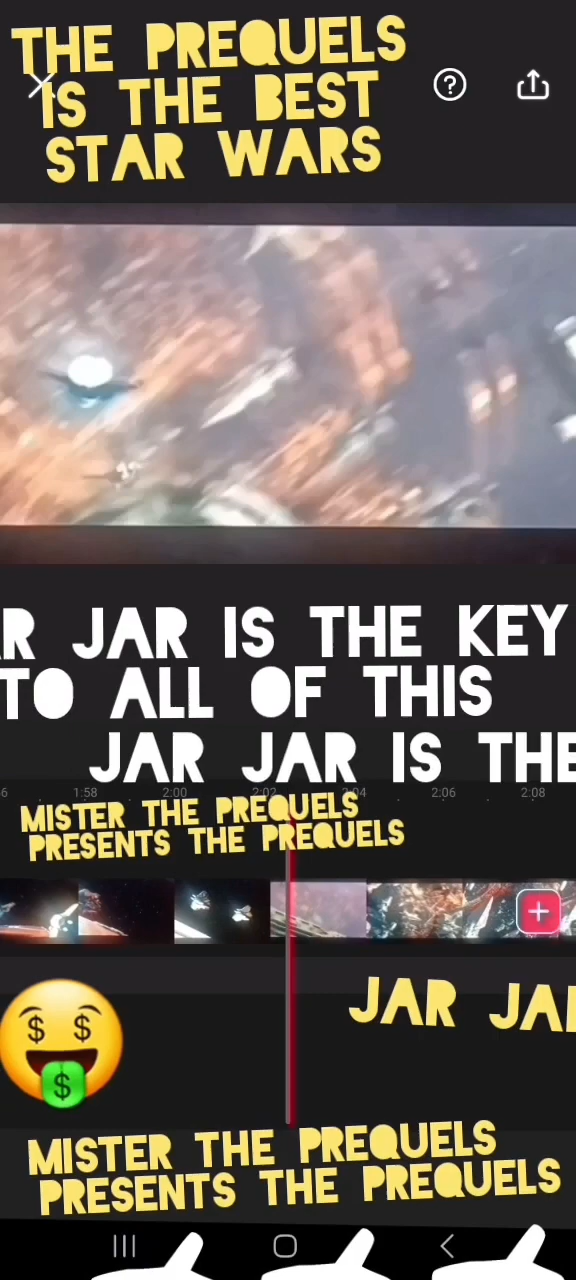 THE PREQUELS
IS THE BEST
STAR WARS
JAR IS THE KEY
TO ALL OF THIS
JAR JAR IS THE
1:58 2:00 2:02 2:04 2:06 2:08
MISTER THE PREQUELS
PRESENTS THE PREQUELS
JAR JAR
MISTER THE PREQUELS
PRESENTS THE PREQUELS